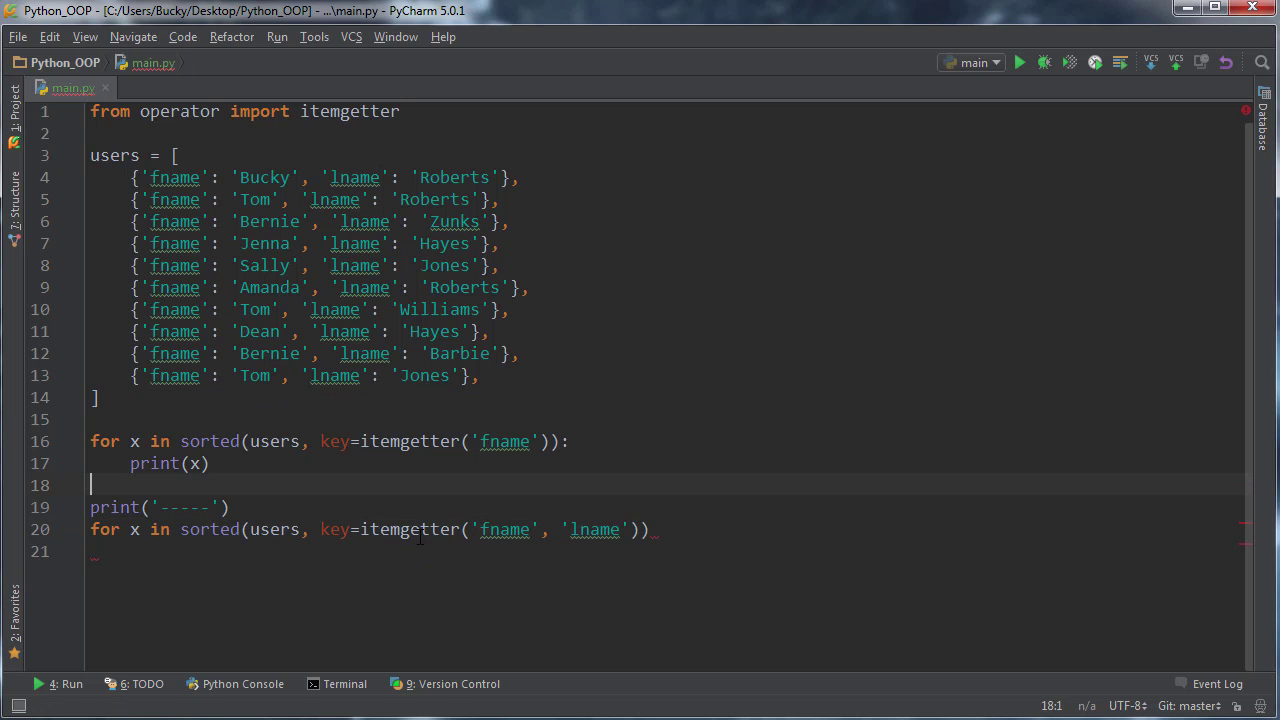 Python_OOP - [C:/Users/Bucky/Desktop/Python_OOP] - ...\main.py - PyCharm 5.0.1
File Edit View Navigate Code Refactor Run Tools VCS Window Help
Python_OOP main.py main VCS VCS
main.py
1: Project
7: Structure
2: Favorites
Database
1 from operator import itemgetter
2
3 users = [
4 {'fname': 'Bucky', 'lname': 'Roberts'},
5 {'fname': 'Tom', 'lname': 'Roberts'},
6 {'fname': 'Bernie', 'lname': 'Zunks'},
7 {'fname': 'Jenna', 'lname': 'Hayes'},
8 {'fname': 'Sally', 'lname': 'Jones'},
9 {'fname': 'Amanda', 'lname': 'Roberts'},
10 {'fname': 'Tom', 'lname': 'Williams'},
11 {'fname': 'Dean', 'lname': 'Hayes'},
12 {'fname': 'Bernie', 'lname': 'Barbie'},
13 {'fname': 'Tom', 'lname': 'Jones'},
14 ]
15
16 for x in sorted(users, key=itemgetter('fname')):
17 print(x)
18
19 print('-----')
20 for x in sorted(users, key=itemgetter('fname', 'lname'))
21
4: Run 6: TODO Python Console Terminal 9: Version Control Event Log
18:1 n/a UTF-8 Git: master